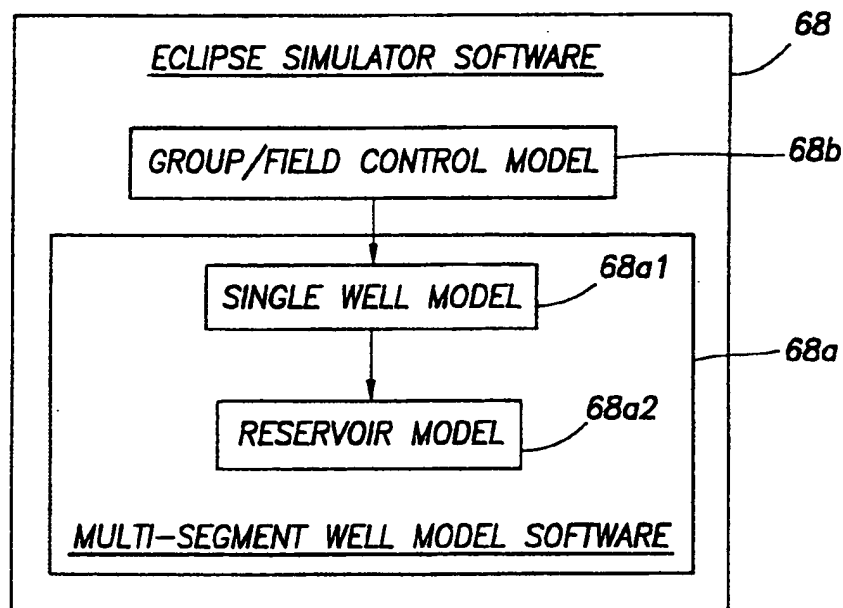 68
ECLIPSE SIMULATOR SOFTWARE
GROUP/FIELD CONTROL MODEL
68b
68a1
SINGLE WELL MODEL
68a
68a2
RESERVOIR MODEL
MULTI-SEGMENT WELL MODEL SOFTWARE